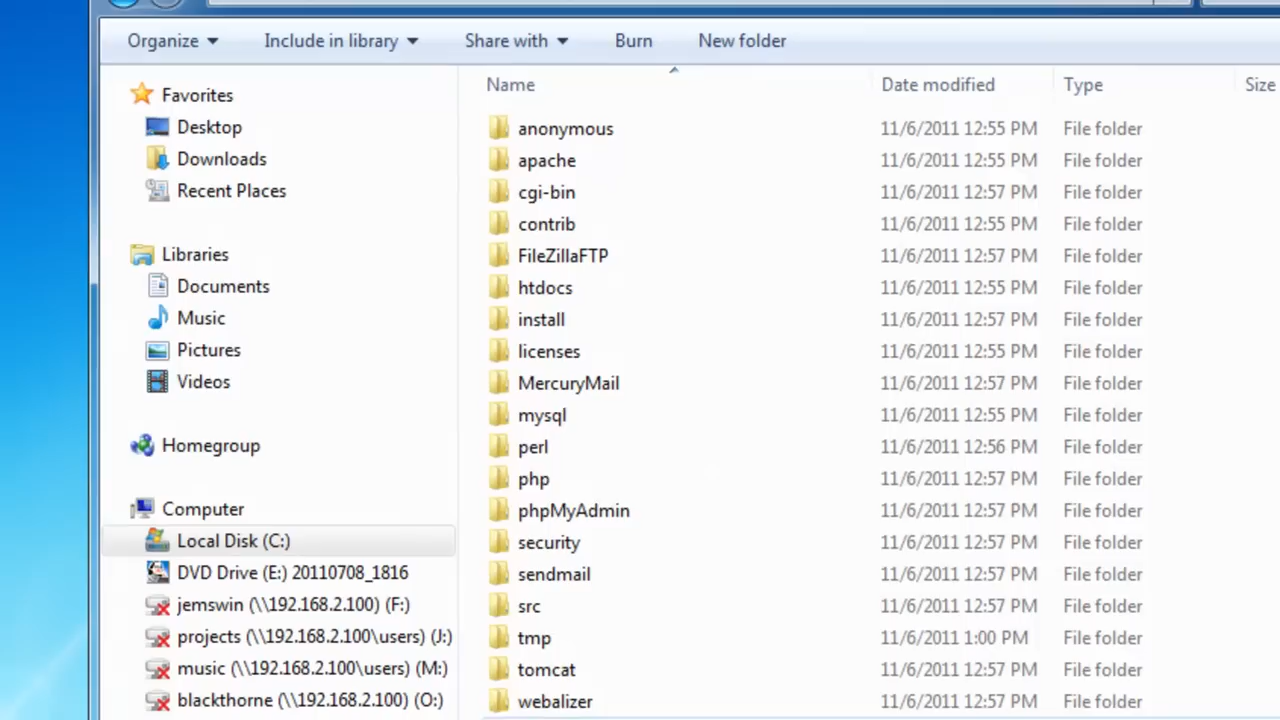 Organize Include in library Share with Burn New folder
Name Date modified Type Size
Favorites
Desktop
Downloads
Recent Places
Libraries
Documents
Music
Pictures
Videos
Homegroup
Computer
Local Disk (C:)
DVD Drive (E:) 20110708_1816
jemswin (\\192.168.2.100) (F:)
projects (\\192.168.2.100\users) (J:)
music (\\192.168.2.100\users) (M:)
blackthorne (\\192.168.2.100) (O:)
anonymous 11/6/2011 12:55 PM File folder
apache 11/6/2011 12:55 PM File folder
cgi-bin 11/6/2011 12:57 PM File folder
contrib 11/6/2011 12:55 PM File folder
FileZillaFTP 11/6/2011 12:57 PM File folder
htdocs 11/6/2011 12:57 PM File folder
install 11/6/2011 12:57 PM File folder
licenses 11/6/2011 12:55 PM File folder
MercuryMail 11/6/2011 12:57 PM File folder
mysql 11/6/2011 12:55 PM File folder
perl 11/6/2011 12:56 PM File folder
php 11/6/2011 12:57 PM File folder
phpMyAdmin 11/6/2011 12:57 PM File folder
security 11/6/2011 12:57 PM File folder
sendmail 11/6/2011 12:57 PM File folder
src 11/6/2011 12:57 PM File folder
tmp 11/6/2011 1:00 PM File folder
tomcat 11/6/2011 12:57 PM File folder
webalizer 11/6/2011 12:57 PM File folder